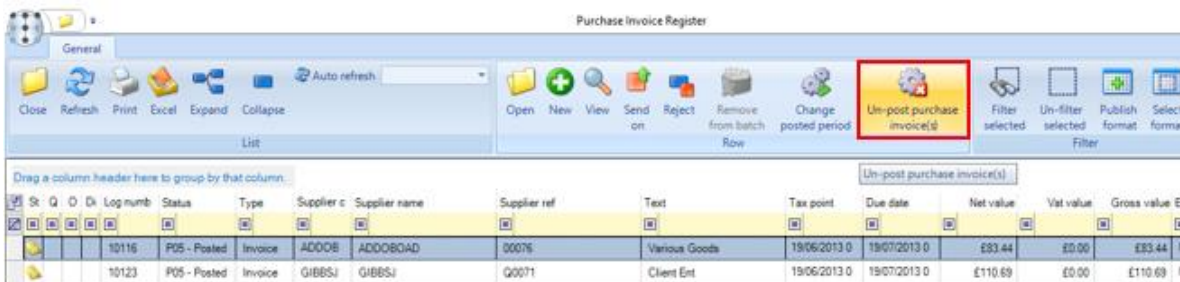 Purchase Invoice Register
General
Auto refresh
Close Refresh Print Excel Expand Collapse
Open New View Send on Reject Remove from batch Change posted period Un-post purchase invoice(s) Filter selected Un-filter selected Publish format Selec forma
List Row Filter
Drag a column header here to group by that column.
Un-post purchase invoice(s)
St Q O Di Log numb Status Type Supplier c Supplier name Supplier ref Text Tax point Due date Net value Vat value Gross value E
10116 P05 - Posted Invoice ADDOB ADDOBOAD 00076 Various Goods 19/06/2013 0 19/07/2013 0 £83.44 £0.00 £83.44
10123 P05 - Posted Invoice GIBBSJ GIBBSJ Q0071 Client Ent 19/06/2013 0 19/07/2013 0 £110.69 £0.00 £110.69